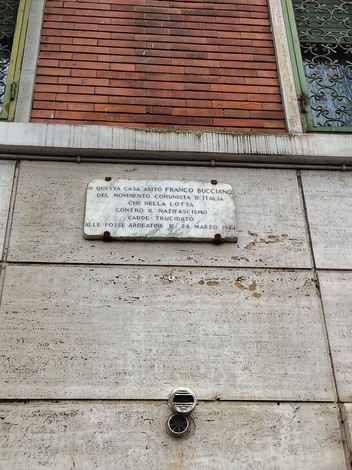 IN QUESTA CASA ABITÒ FRANCO BUCCIANO
DEL MOVIMENTO COMUNISTA D'ITALIA
CHE NELLA LOTTA
CONTRO IL NAZIFASCISMO
CADDE TRUCIDATO
ALLE FOSSE ARDEATINE IL 24 MARZO 1944